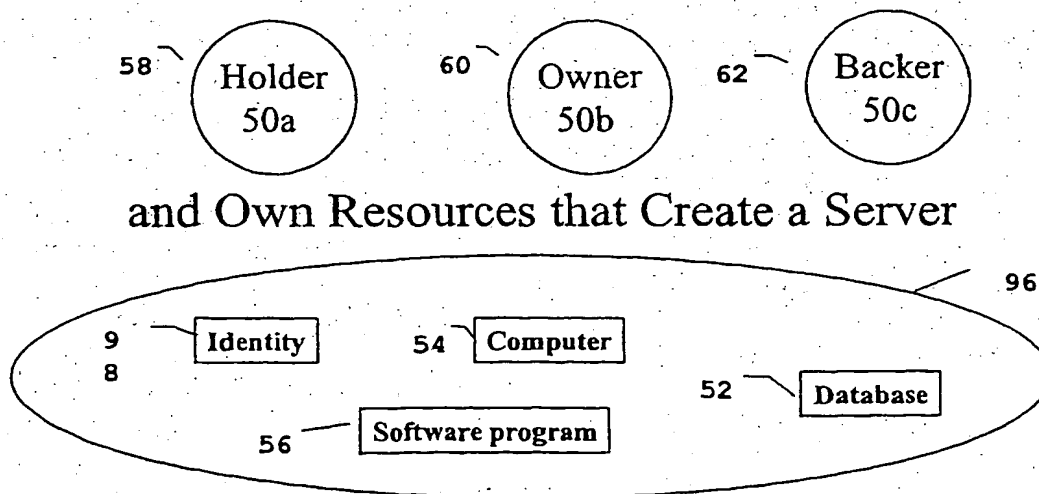 58 Holder 60 Owner 62 Backer
50a 50b 50c
and Own Resources that Create a Server
96
9 Identity 54 Computer
8
52 Database
56 Software program